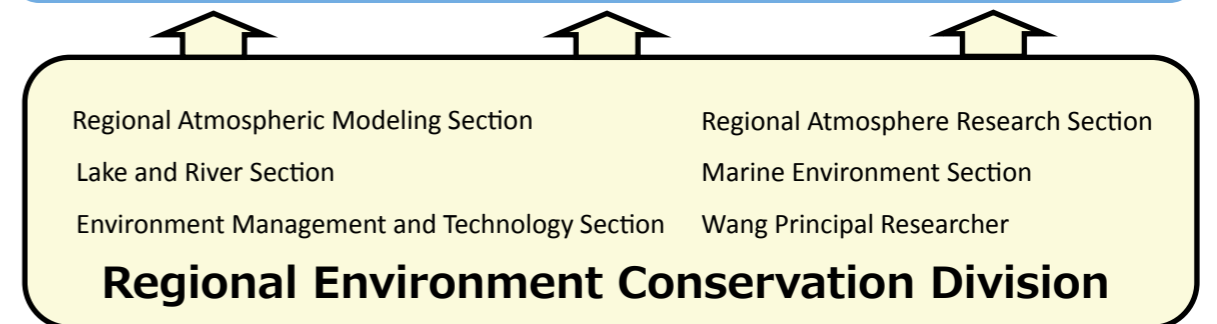 Regional Atmospheric Modeling Section
Regional Atmosphere Research Section
Lake and River Section
Marine Environment Section
Environment Management and Technology Section
Wang Principal Researcher
Regional Environment Conservation Division